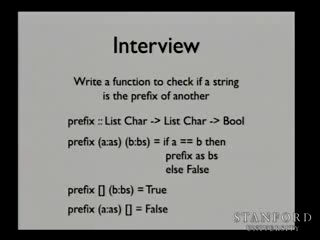 Interview
Write a function to check if a string
is the prefix of another
prefix :: List Char -> List Char -> Bool
prefix (a:as) (b:bs) = if a == b then
prefix as bs
else False
prefix [] (b:bs) = True
prefix (a:as) [] = False
STANFORD
UNIVERSITY